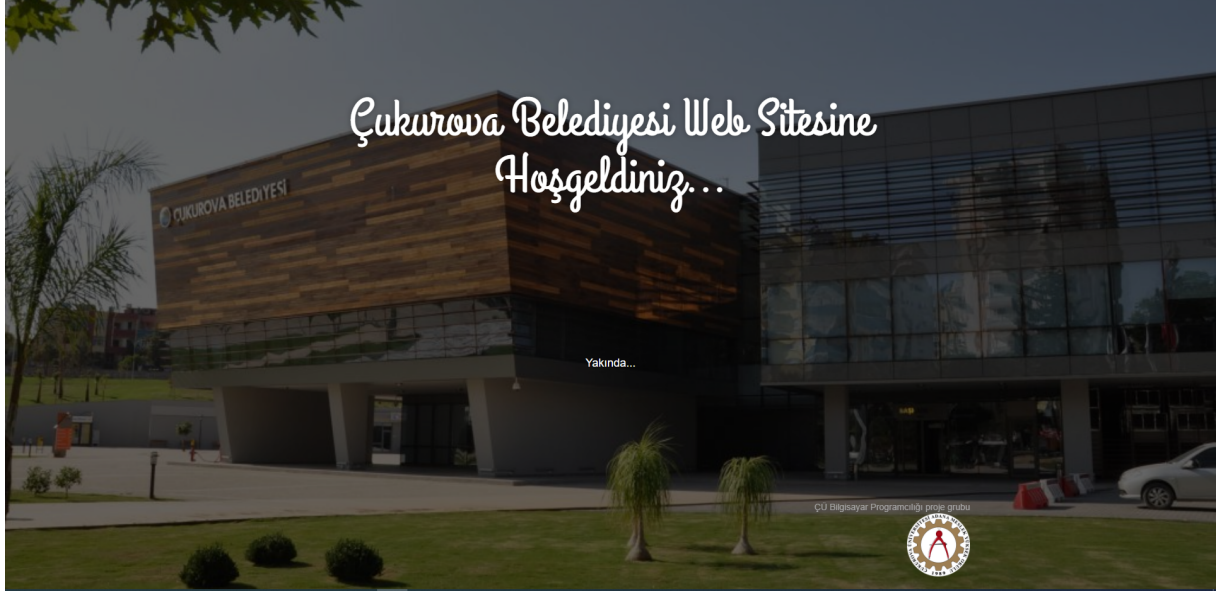 Çukurova Belediyesi Web Sitesine
Hoşgeldiniz...
ÇUKUROVA BELEDİYESİ
Yakında...
ÇÜ Bilgisayar Programcılığı proje grubu